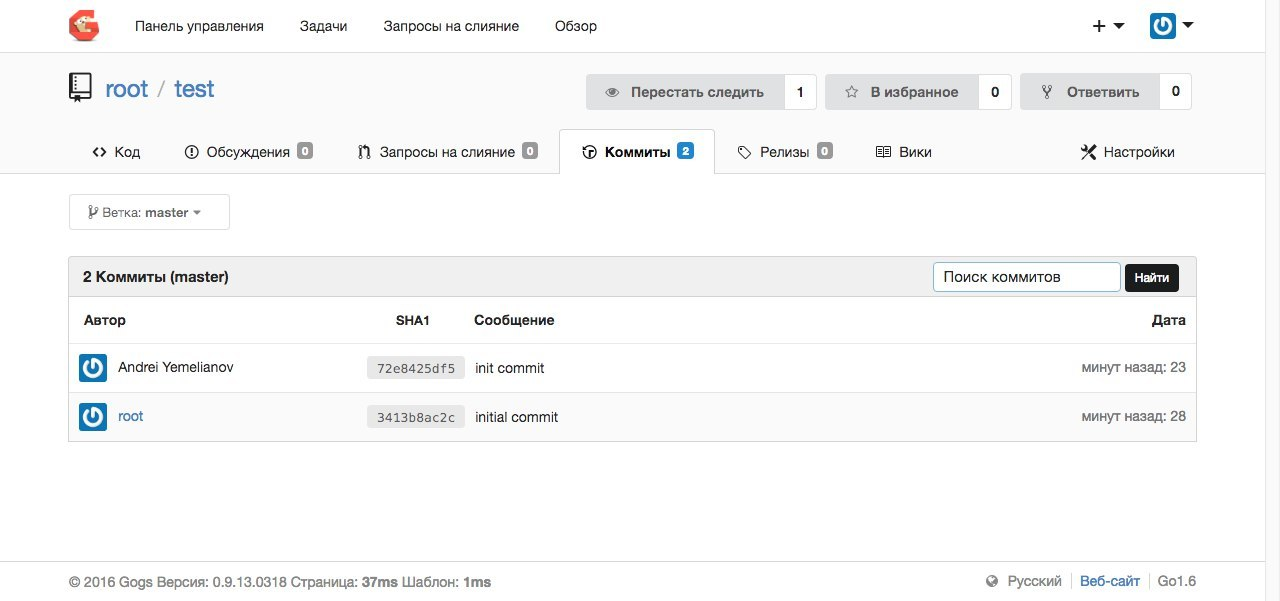 Панель управления Задачи Запросы на слияние Обзор
root / test
Перестать следить 1 В избранное 0 Ответвить 0
Код Обсуждения 0 Запросы на слияние 0 Коммиты 2 Релизы 0 Вики Настройки
Ветка: master
2 Коммиты (master) Поиск коммитов Найти
Автор SHA1 Сообщение Дата
Andrei Yemelianov 72e8425df5 init commit минут назад: 23
root 3413b8ac2c initial commit минут назад: 28
© 2016 Gogs Версия: 0.9.13.0318 Страница: 37ms Шаблон: 1ms Русский Веб-сайт Go1.6